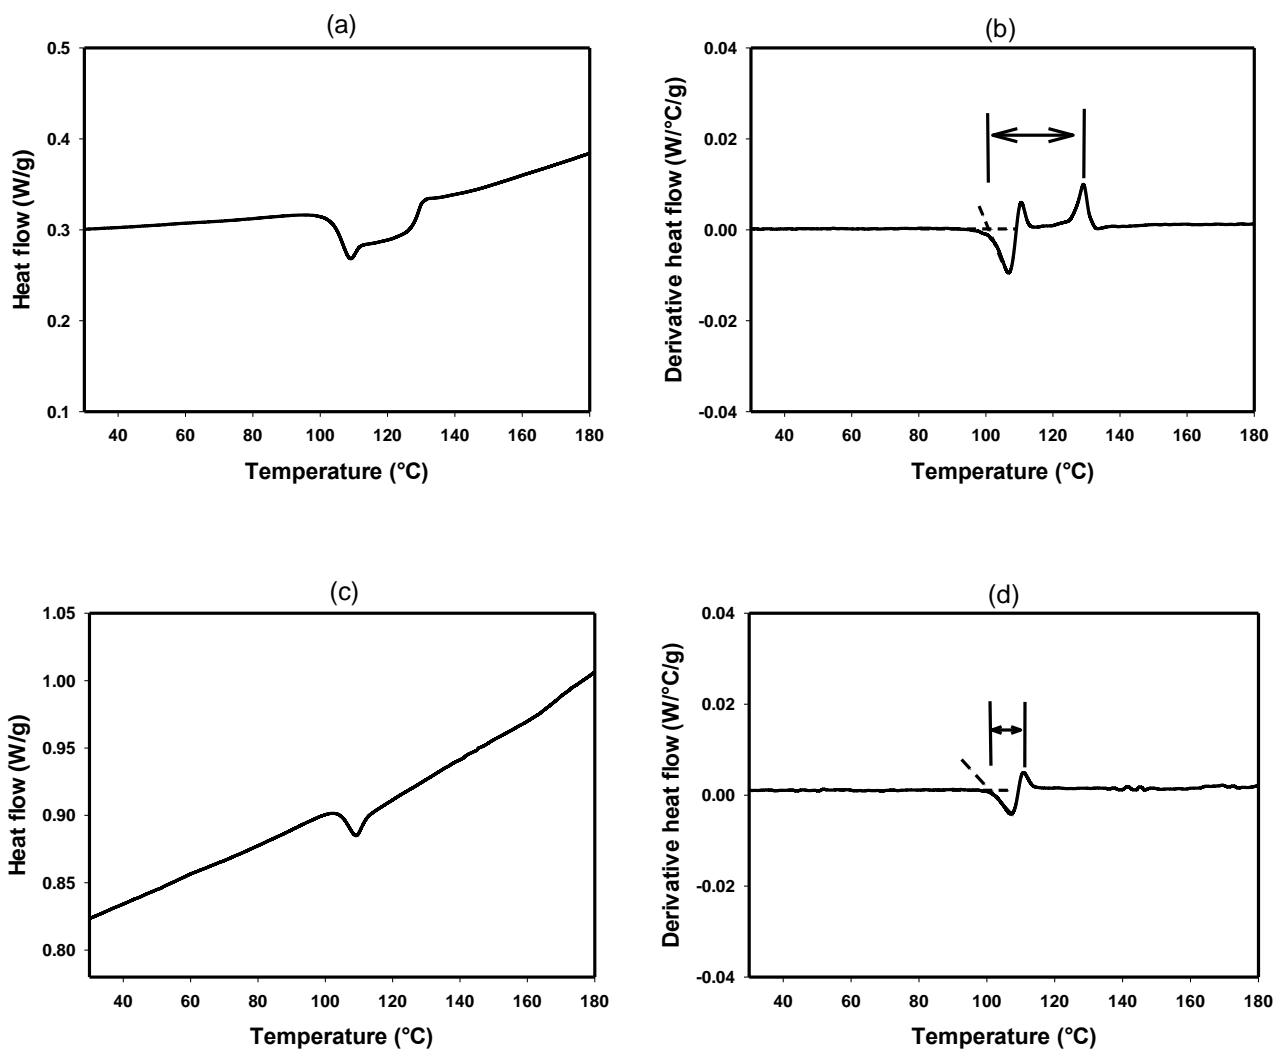 (a)
0.5
0.4
0.3
0.2
0.1
Heat flow (W/g)
40 60 80 100 120 140 160 180
Temperature (°C)
(b)
0.04
0.02
0.00
-0.02
-0.04
Derivative heat flow (W/°C/g)
40 60 80 100 120 140 160 180
Temperature (°C)
(c)
1.05
1.00
0.95
0.90
0.85
0.80
Heat flow (W/g)
40 60 80 100 120 140 160 180
Temperature (°C)
(d)
0.04
0.02
0.00
-0.02
-0.04
Derivative heat flow (W/°C/g)
40 60 80 100 120 140 160 180
Temperature (°C)